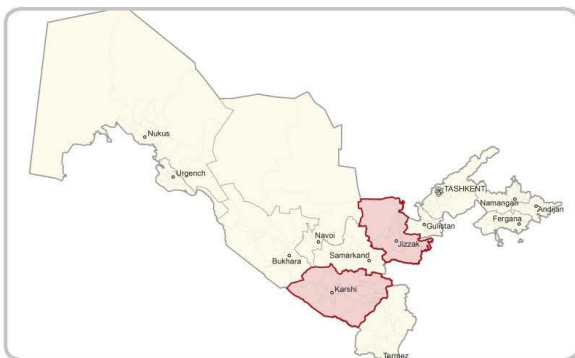 Nukus
Urgench
TASHKENT
Namangan
Andijan
Fergana
Gulistan
Navoi
Jizzak
Samarkand
Bukhara
Karshi
Termez